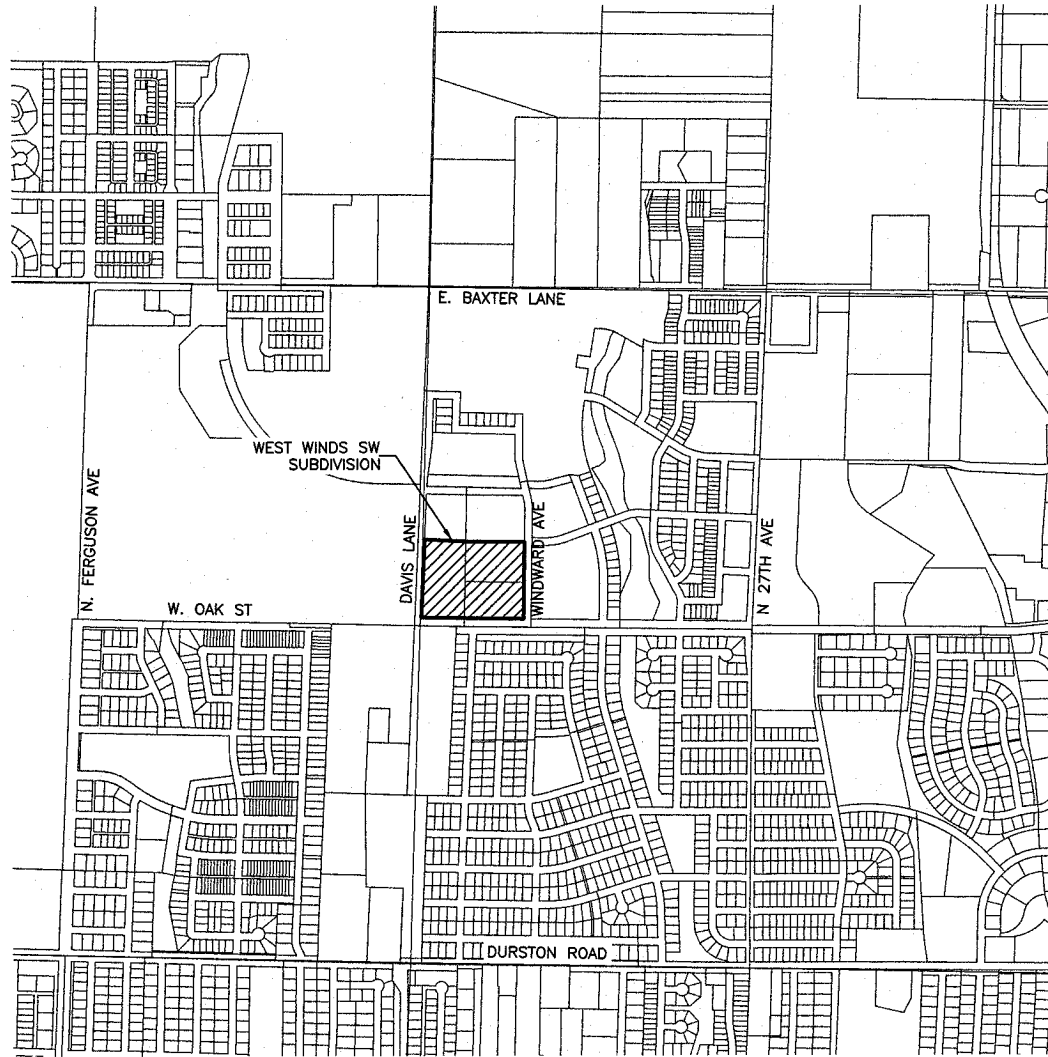 E. BAXTER LANE
WEST WINDS SW
SUBDIVISION
N. FERGUSON AVE
DAVIS LANE
WINDWARD AVE
N 27TH AVE
W. OAK ST
DURSTON ROAD